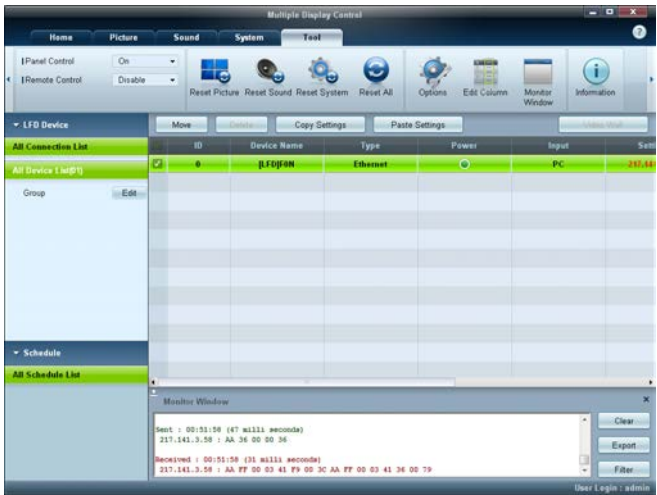 Multiple Display Control
Home Picture Sound System Tool
Panel Control On
Remote Control Disable
Reset Picture Reset Sound Reset System Reset All Options Edit Column Monitor Window Information
LFD Device
Move Delete Copy Settings Paste Settings Video Wall
All Connection List
ID Device Name Type Power Input Setti
All Device List(01)
0 [LFD]F0N Ethernet PC 217.141
Group Edit
Schedule
All Schedule List
Monitor Window
Sent : 00:51:58 (47 milli seconds)
217.141.3.58 : AA 36 00 00 36
Received : 00:51:58 (31 milli seconds)
217.141.3.58 : AA FF 00 03 41 F9 00 3C AA FF 00 03 41 36 00 79
Clear
Export
Filter
User Login : admin